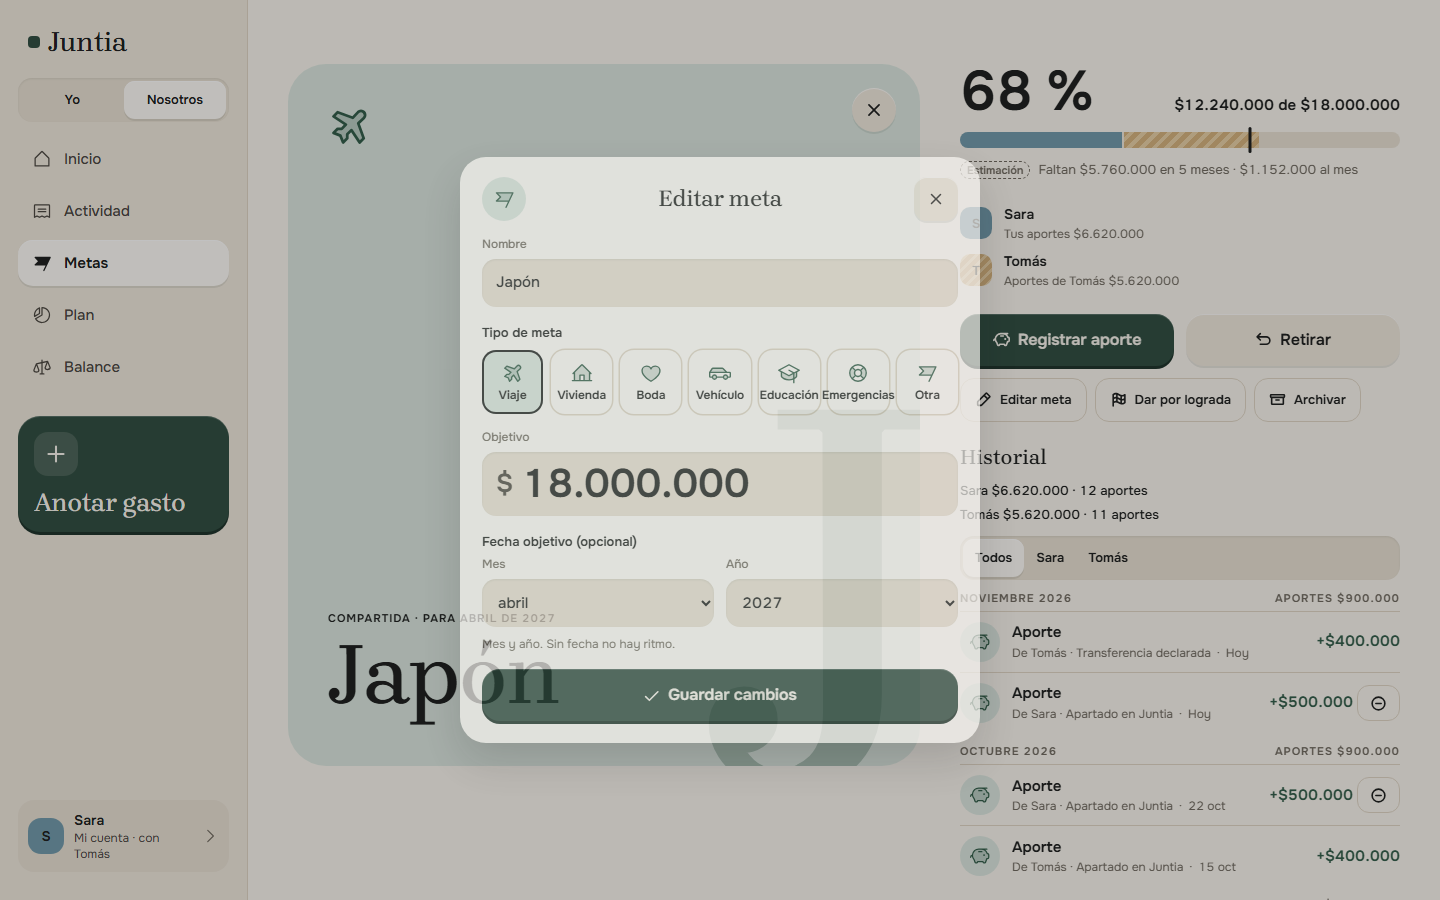 Juntia
Yo
Nosotros
Inicio
Actividad
Metas
Plan
Balance
Anotar gasto
Sara
Mi cuenta · con
Tomás
S
COMPARTIDA · PARA ABRIL DE 2027
Japón
J
Editar meta
Nombre
Japón
Tipo de meta
Viaje
Vivienda
Boda
Vehículo
Educación
Emergencias
Otra
Objetivo
$ 18.000.000
Fecha objetivo (opcional)
Mes
Año
abril
2027
Mes y año. Sin fecha no hay ritmo.
Guardar cambios
68 %
$12.240.000 de $18.000.000
Estimación
Faltan $5.760.000 en 5 meses · $1.152.000 al mes
S
Sara
Tus aportes $6.620.000
T
Tomás
Aportes de Tomás $5.620.000
Registrar aporte
Retirar
Editar meta
Dar por lograda
Archivar
Historial
Sara $6.620.000 · 12 aportes
Tomás $5.620.000 · 11 aportes
Todos
Sara
Tomás
NOVIEMBRE 2026
APORTES $900.000
Aporte
De Tomás · Transferencia declarada · Hoy
+$400.000
Aporte
De Sara · Apartado en Juntia · Hoy
+$500.000
OCTUBRE 2026
APORTES $900.000
Aporte
De Sara · Apartado en Juntia · 22 oct
+$500.000
Aporte
De Tomás · Apartado en Juntia · 15 oct
+$400.000